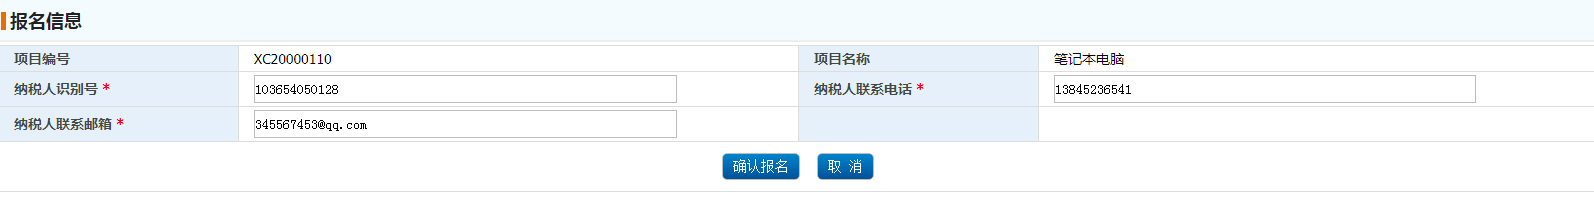 报名信息
项目编号 XC20000110 项目名称 笔记本电脑
纳税人识别号 * 103654050128 纳税人联系电话 * 13845236541
纳税人联系邮箱 * 345567453@qq.com
确认报名 取 消